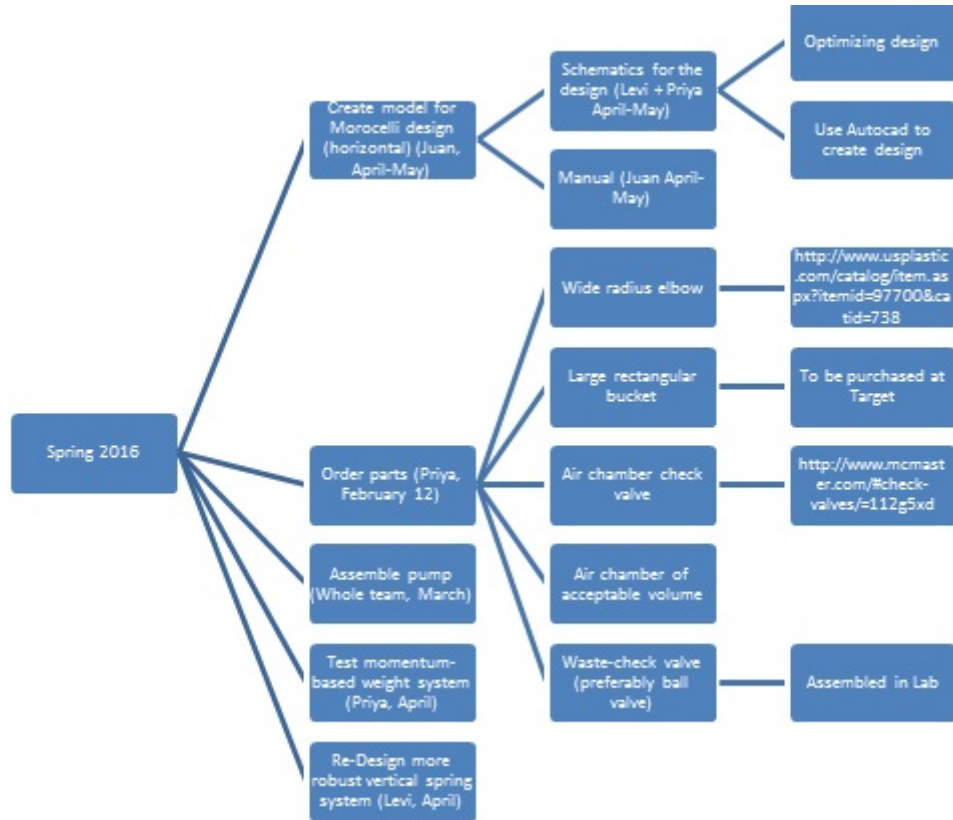 Optimizing design
Schematics for the
design (Levi + Priya
April-May)
Create model for
Morocelli design
(horizontal) (Juan,
April-May)
Use Autocad to
create design
Manual (Juan April-
May)
Wide radius elbow
http://www.usplastic
.com/catalog/item.as
px?itemid=97700&ca
tid=738
Large rectangular
bucket
To be purchased at
Target
Spring 2016
Order parts (Priya,
February 12)
Air chamber check
valve
http://www.mcmast
er.com/#check-
valves/=112g5xd
Assemble pump
(Whole team, March)
Air chamber of
acceptable volume
Test momentum-
based weight system
(Priya, April)
Waste-check valve
(preferably ball
valve)
Assembled in Lab
Re-Design more
robust vertical spring
system (Levi, April)